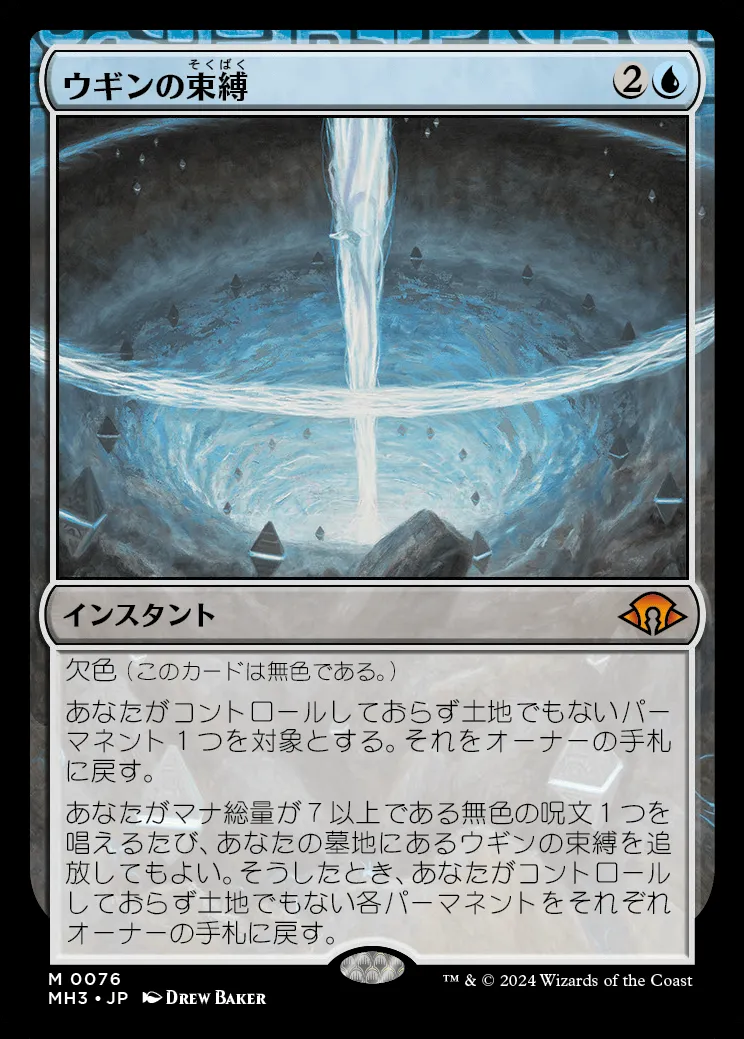 そくばく
ウギンの束縛
2
インスタント
欠色（このカードは無色である。）
あなたがコントロールしておらず土地でもないパー
マネント１つを対象とする。それをオーナーの手札
に戻す。
あなたがマナ総量が７以上である無色の呪文１つを
唱えるたび、あなたの墓地にあるウギンの束縛を追
放してもよい。そうしたとき、あなたがコントロール
しておらず土地でもない各パーマネントをそれぞれ
オーナーの手札に戻す。
M 0076
MH3 • JP DREW BAKER
™ & © 2024 Wizards of the Coast